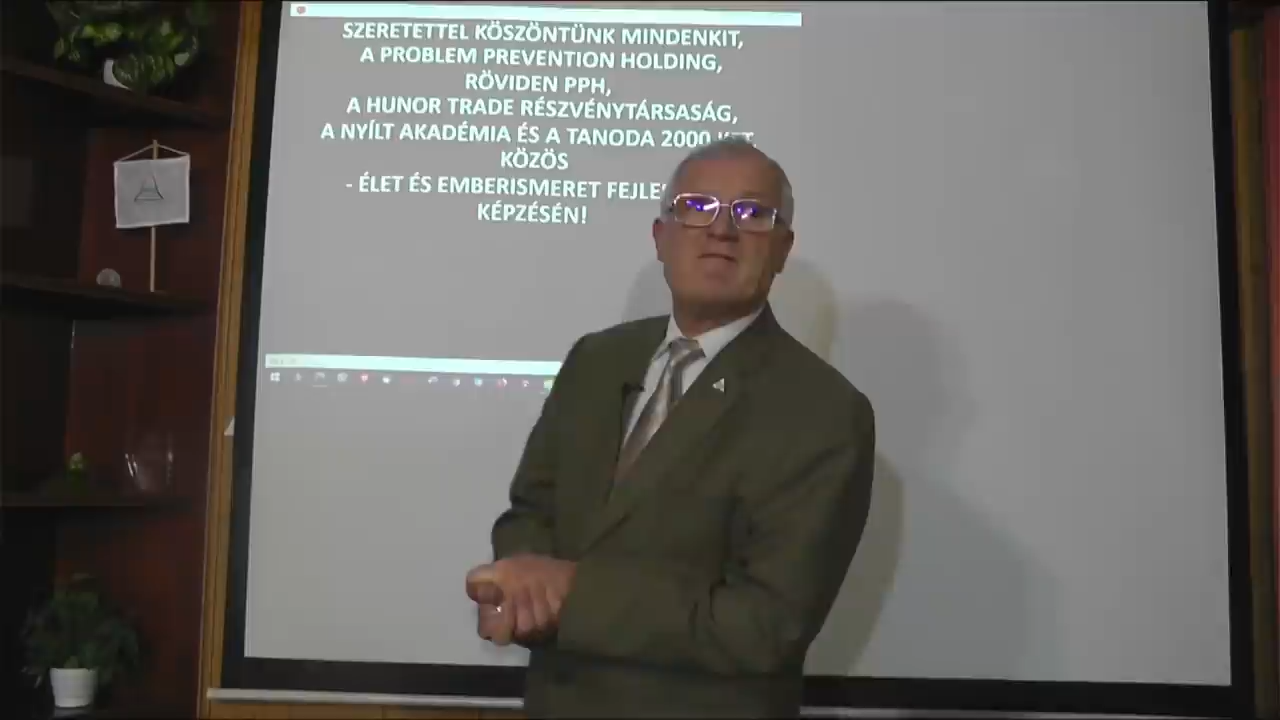 SZERETETTEL KÖSZÖNTÜNK MINDENKIT,
A PROBLEM PREVENTION HOLDING,
RÖVIDEN PPH,
A HUNOR TRADE RÉSZVÉNYTÁRSASÁG,
A NYÍLT AKADÉMIA ÉS A TANODA 2000
KÖZÖS
- ÉLET ÉS EMBERISMERET
KÉPZÉSÉN!